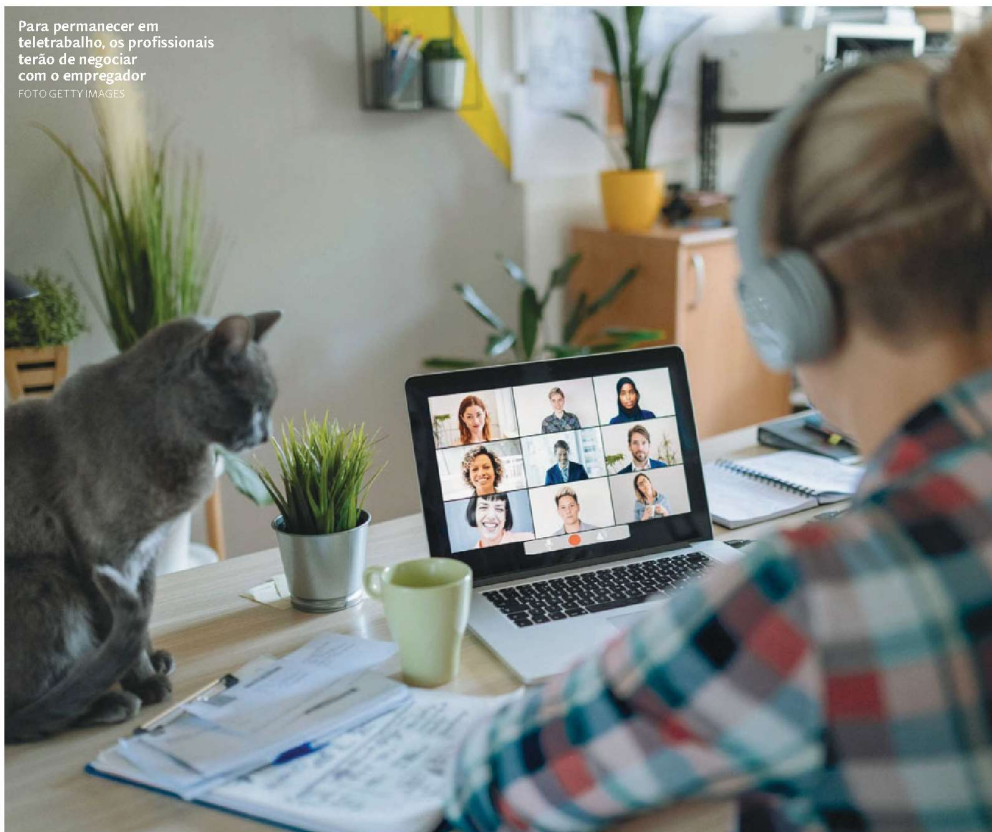 Para permanecer em
teletrabalho, os profissionais
terão de negociar
com o empregador
FOTO GETTY IMAGES